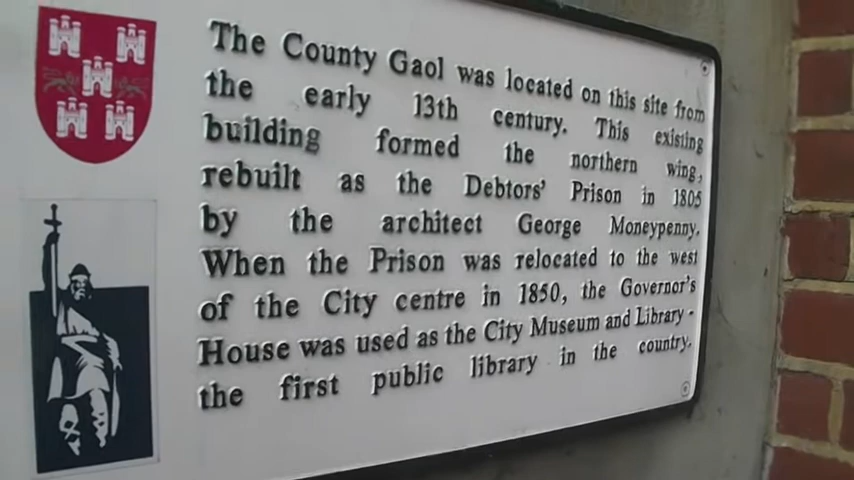 The County Gaol was located on this site from
the early 13th century. This existing
building formed the northern wing,
rebuilt as the Debtors' Prison in 1805
by the architect George Moneypenny.
When the Prison was relocated to the west
of the City centre in 1850, the Governor's
House was used as the City Museum and Library -
the first public library in the country.